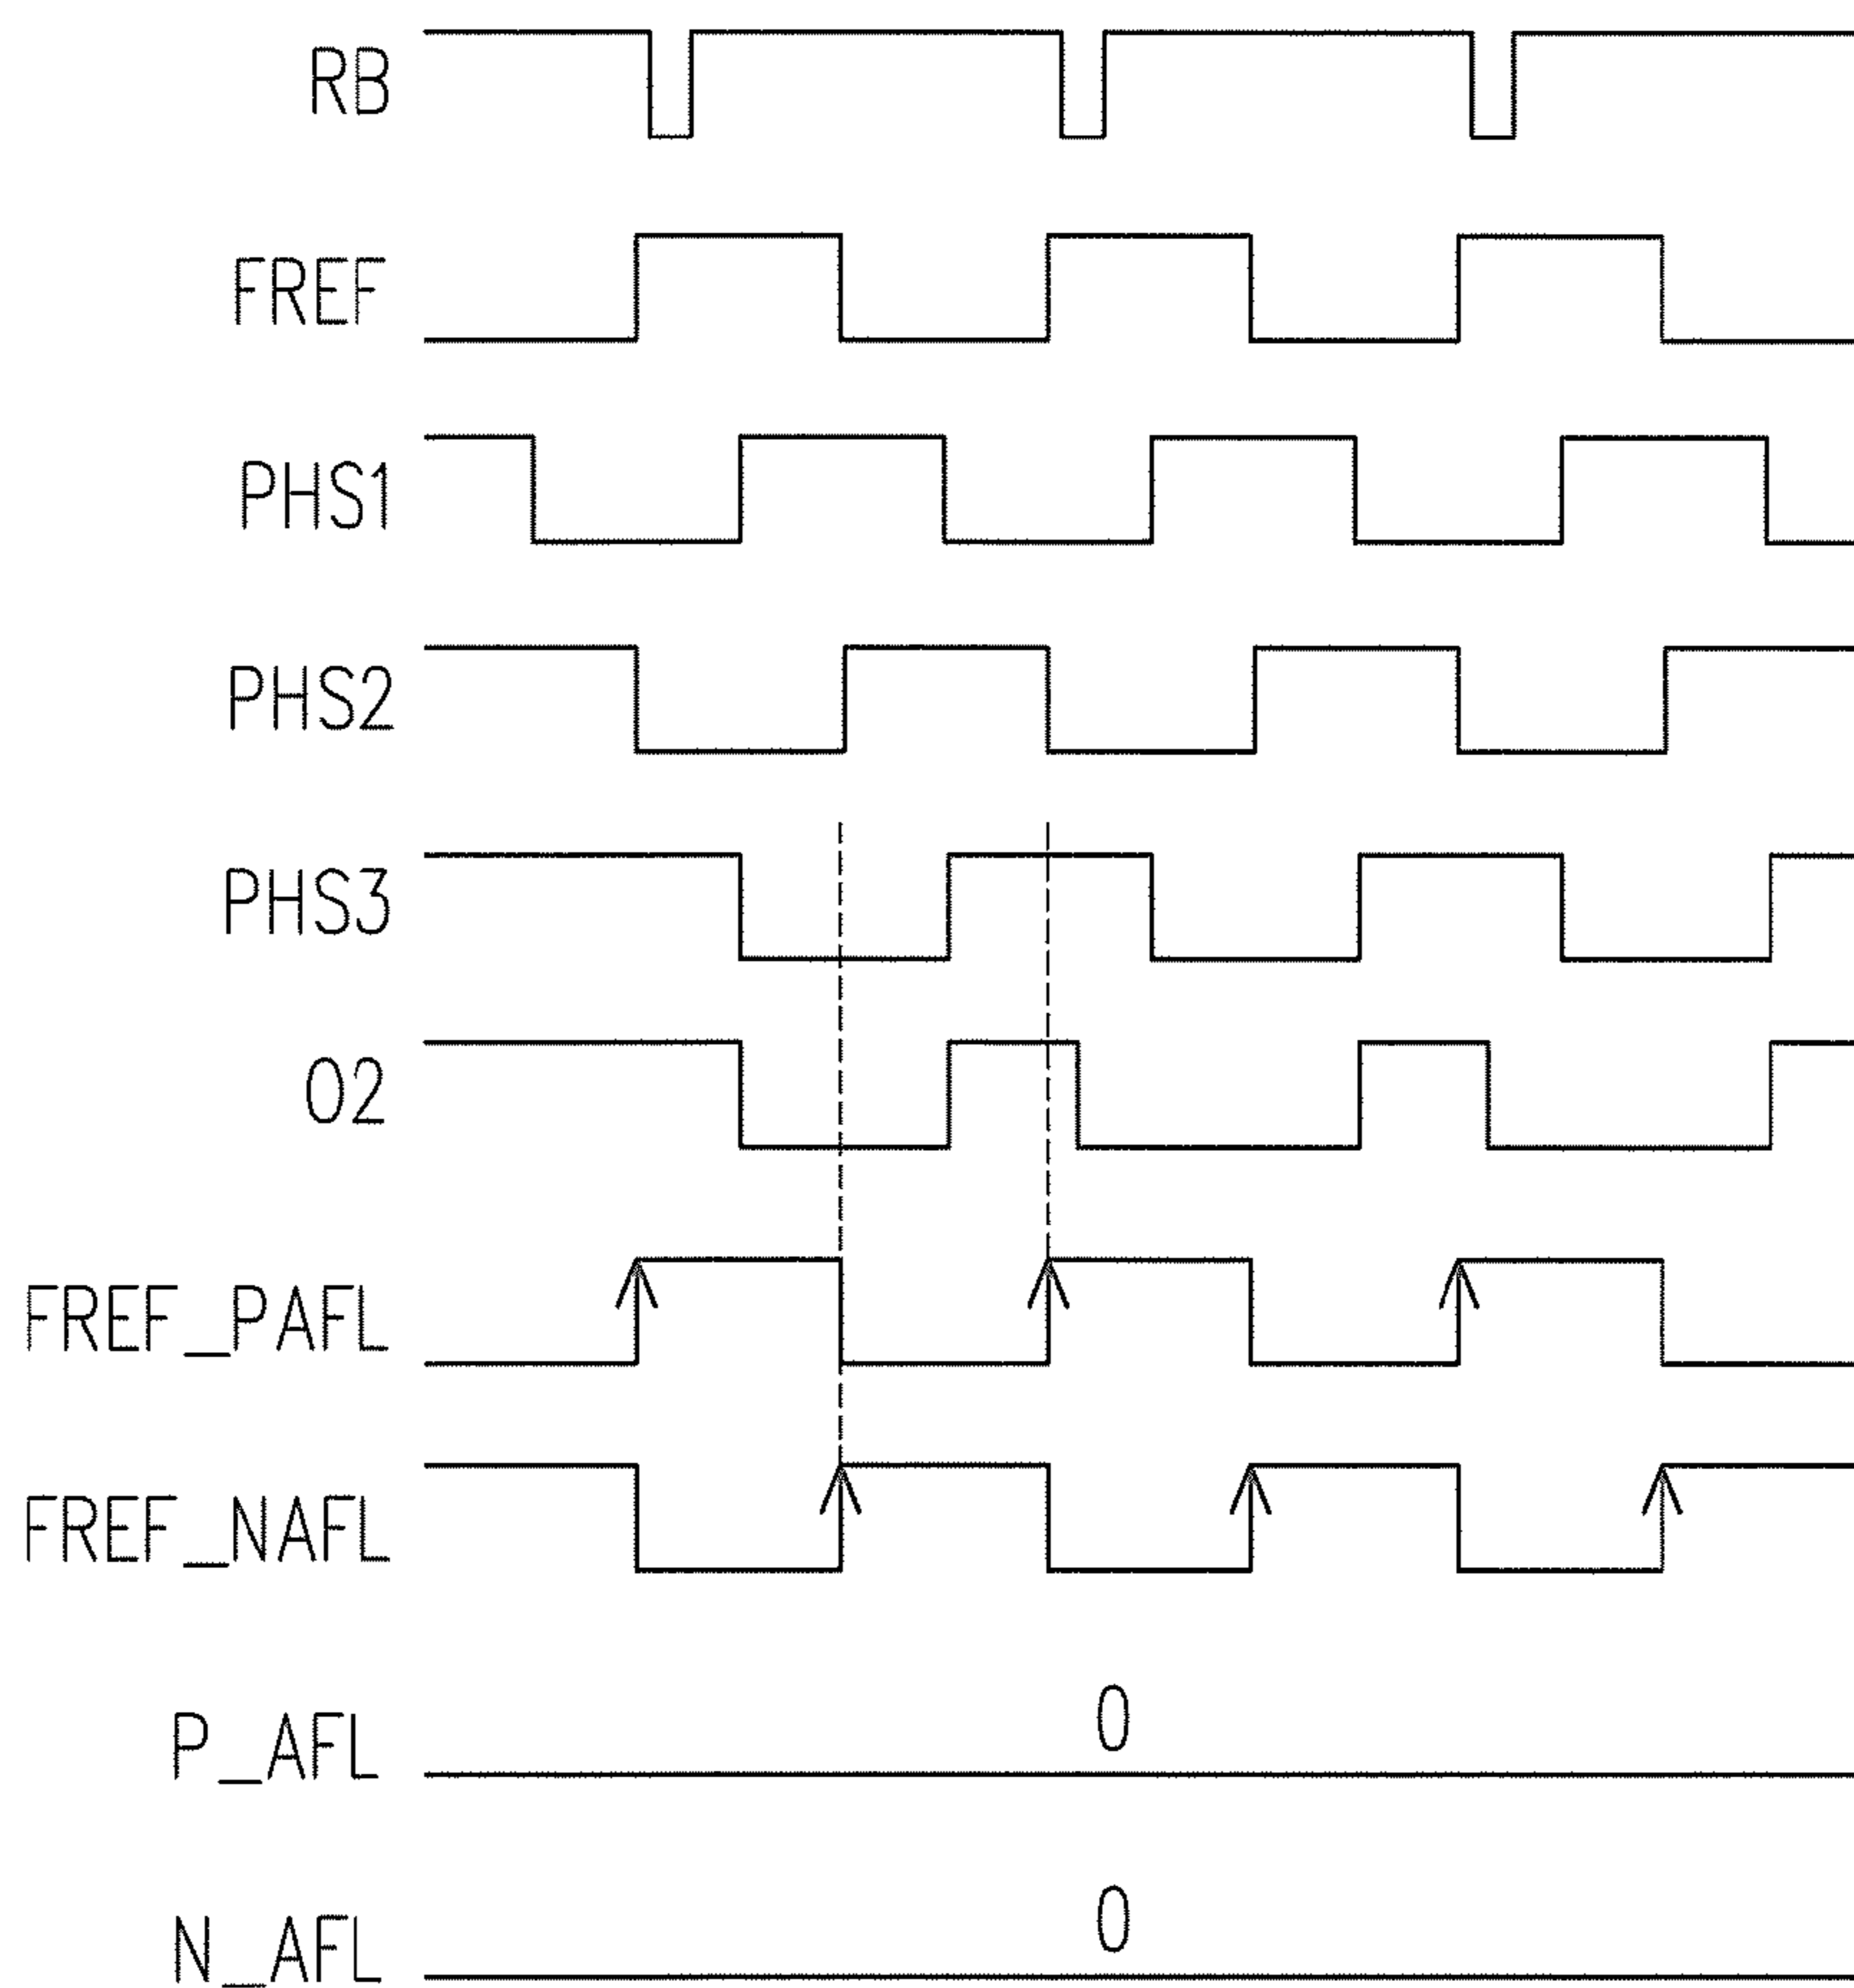 RB
FREF
PHS1
PHS2
PHS3
O2
FREF_PAFL
FREF_NAFL
P_AFL
0
N_AFL
0